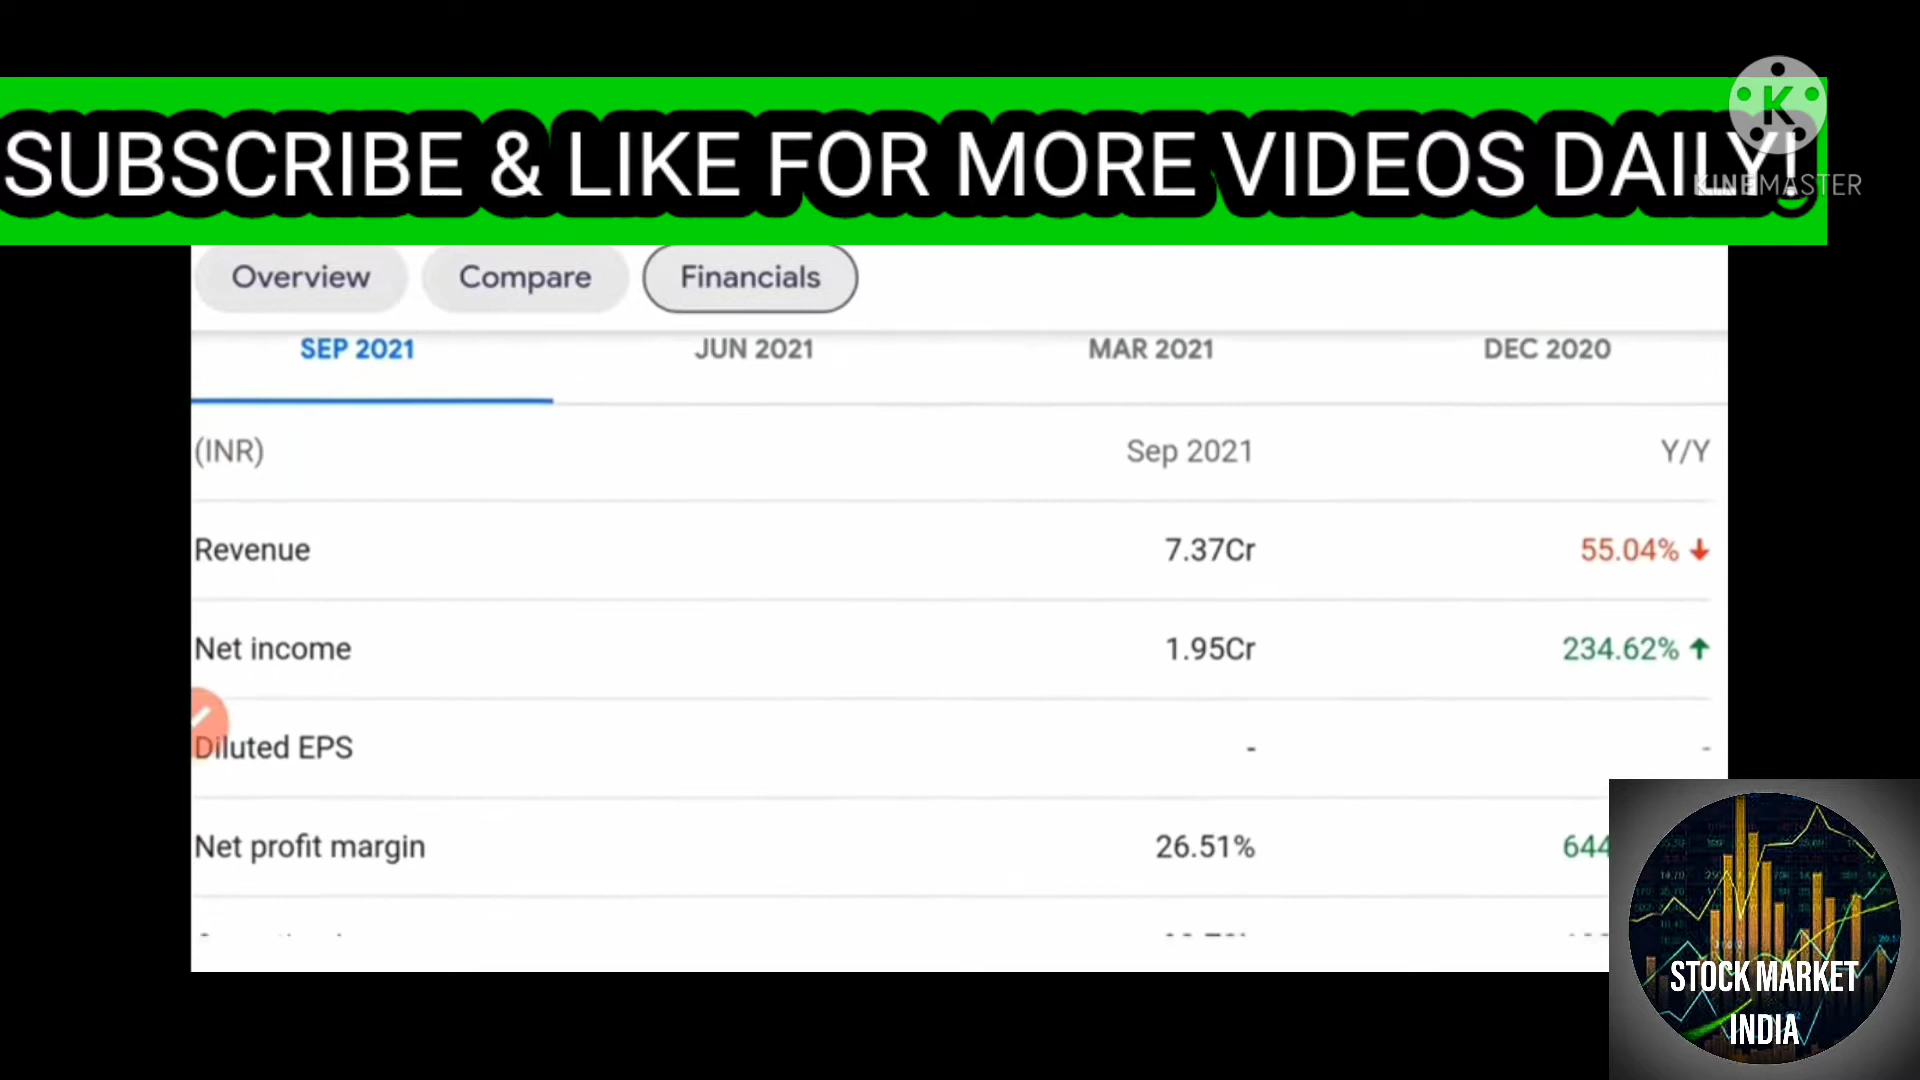 SUBSCRIBE & LIKE FOR MORE VIDEOS DAILY!
K
KINEMASTER
Overview Compare Financials
SEP 2021 JUN 2021 MAR 2021 DEC 2020
(INR) Sep 2021 Y/Y
Revenue 7.37Cr 55.04%
Net income 1.95Cr 234.62%
Diluted EPS - -
Net profit margin 26.51% 644
STOCK MARKET
INDIA